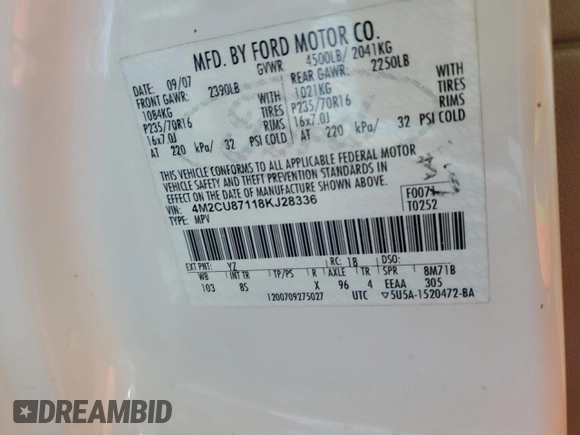 MFD. BY FORD MOTOR CO.
DATE: 09/07 GVWR: 4500LB/ 2041KG
FRONT GAWR: 2390LB REAR GAWR: 2250LB
1084KG WITH 1021KG WITH
P235/70R16 TIRES P235/70R16 TIRES
16x7.0J RIMS 16x7.0J RIMS
AT 220 kPa/ 32 PSI COLD AT 220 kPa/ 32 PSI COLD
THIS VEHICLE CONFORMS TO ALL APPLICABLE FEDERAL MOTOR
VEHICLE SAFETY AND THEFT PREVENTION STANDARDS IN
EFFECT ON THE DATE OF MANUFACTURE SHOWN ABOVE.
VIN: 4M2CU87118KJ28336 F0071
TYPE: MPV T0252
EXT PNT: YZ RC: 18 DSO:
WB INT TR TP/PS R AXLE TR SPR 8M71B
103 85 X 96 4 EEAA 305
1200709275027 UTC ▽5U5A-1520472-BA
DREAMBID